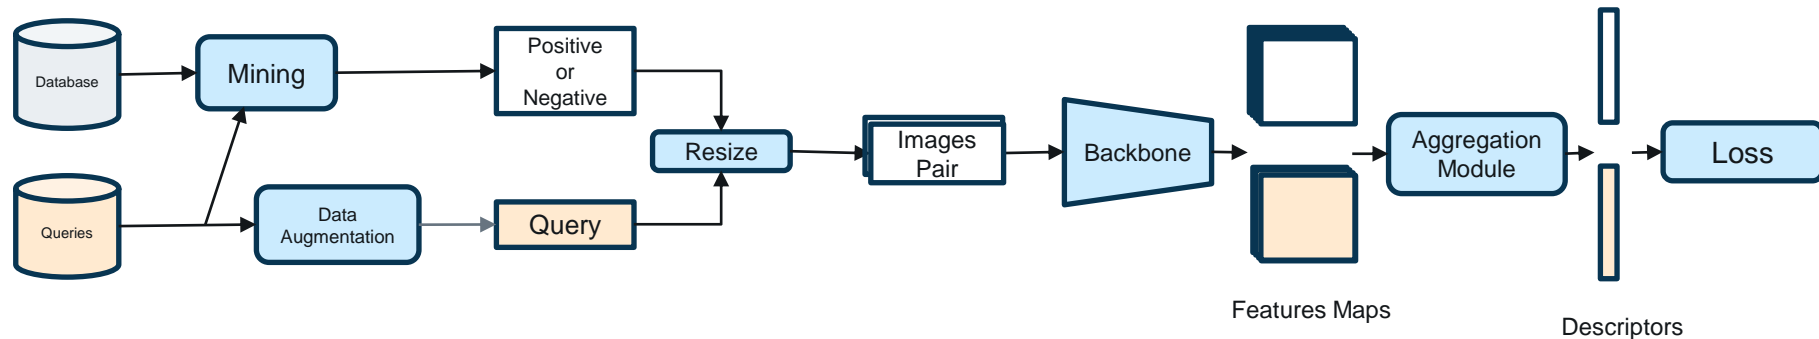 Database
Mining
Positive
or
Negative
Queries
Data
Augmentation
Query
Resize
Images
Pair
Backbone
Features Maps
Aggregation
Module
Descriptors
Loss